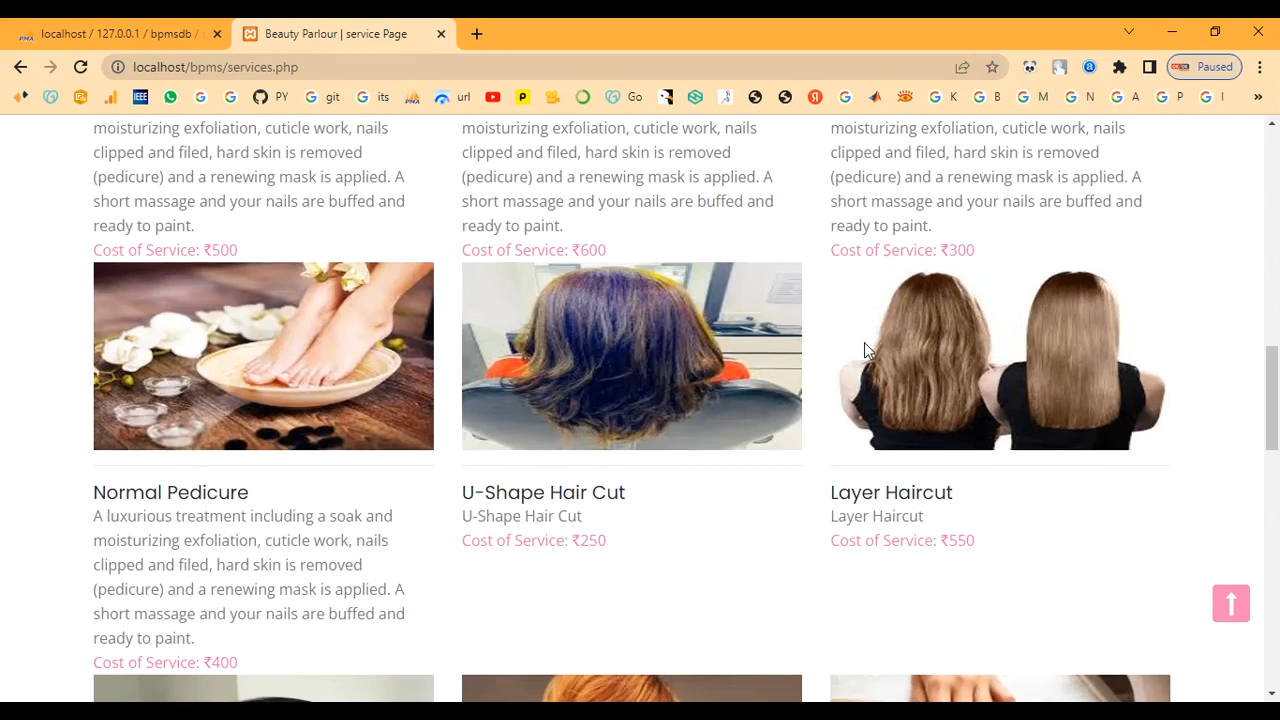 localhost / 127.0.0.1 / bpmsdb /
Beauty Parlour | service Page
localhost/bpms/services.php
Paused
IEEE
PY
git
its
PMA
url
Go
K
B
M
N
A
P
I
moisturizing exfoliation, cuticle work, nails
clipped and filed, hard skin is removed
(pedicure) and a renewing mask is applied. A
short massage and your nails are buffed and
ready to paint.
Cost of Service: ₹500
moisturizing exfoliation, cuticle work, nails
clipped and filed, hard skin is removed
(pedicure) and a renewing mask is applied. A
short massage and your nails are buffed and
ready to paint.
Cost of Service: ₹600
moisturizing exfoliation, cuticle work, nails
clipped and filed, hard skin is removed
(pedicure) and a renewing mask is applied. A
short massage and your nails are buffed and
ready to paint.
Cost of Service: ₹300
Normal Pedicure
A luxurious treatment including a soak and
moisturizing exfoliation, cuticle work, nails
clipped and filed, hard skin is removed
(pedicure) and a renewing mask is applied. A
short massage and your nails are buffed and
ready to paint.
Cost of Service: ₹400
U-Shape Hair Cut
U-Shape Hair Cut
Cost of Service: ₹250
Layer Haircut
Layer Haircut
Cost of Service: ₹550